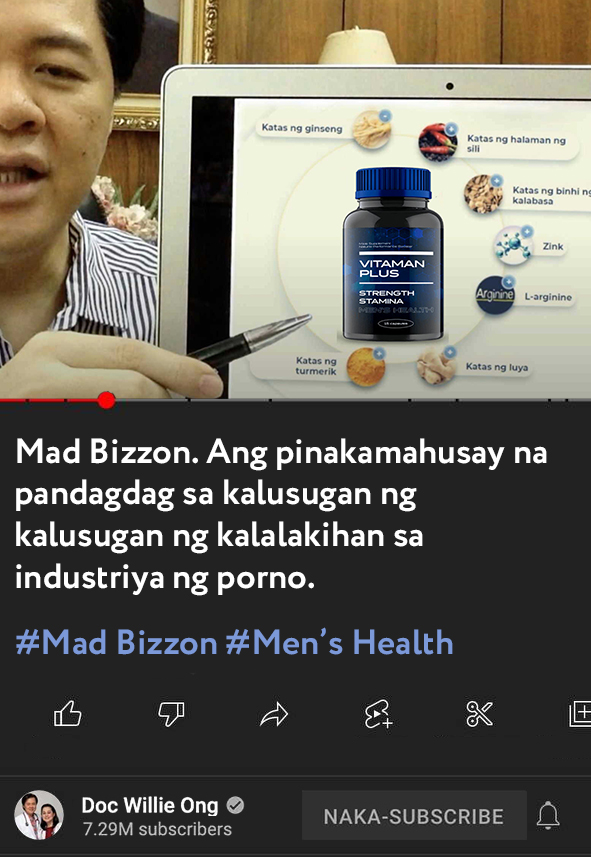 Katas ng ginseng
Katas ng halaman ng
sili
Katas ng binhi ng
kalabasa
Zink
Arginine
L-arginine
Katas ng luya
Katas ng
turmerik
VITAMAN
PLUS
STRENGTH
STAMINA
MEN'S HEALTH
Mad Bizzon. Ang pinakamahusay na
pandagdag sa kalusugan ng
kalusugan ng kalalakihan sa
industriya ng porno.
#Mad Bizzon #Men's Health
Doc Willie Ong
7.29M subscribers
NAKA-SUBSCRIBE